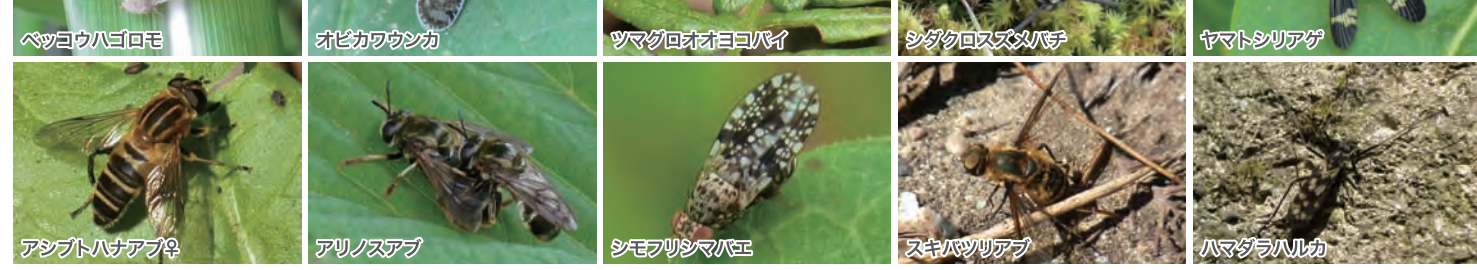 ベッコウハゴロモ
オビカワウンカ
ツマグロオオヨコバイ
シダクロスズメバチ
ヤマトシリアゲ
アシブトハナアブ♀
アリノスアブ
シモフリシマバエ
スキバツリアブ
ハマダラハルカ